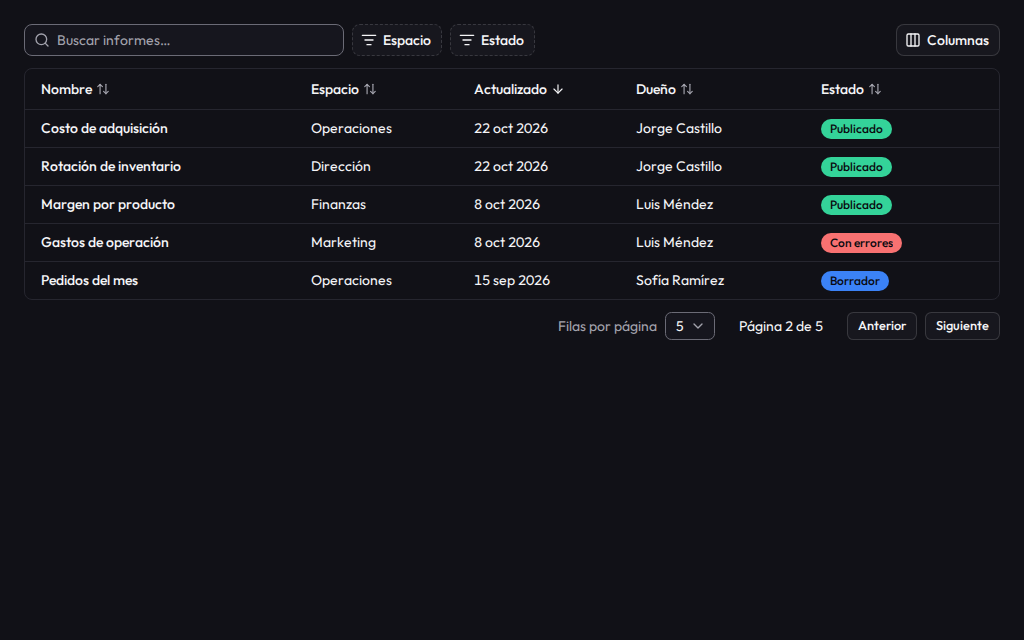 Buscar informes... Espacio Estado Columnas
Nombre Espacio Actualizado Dueño Estado
Costo de adquisición Operaciones 22 oct 2026 Jorge Castillo Publicado
Rotación de inventario Dirección 22 oct 2026 Jorge Castillo Publicado
Margen por producto Finanzas 8 oct 2026 Luis Méndez Publicado
Gastos de operación Marketing 8 oct 2026 Luis Méndez Con errores
Pedidos del mes Operaciones 15 sep 2026 Sofía Ramírez Borrador
Filas por página 5 Página 2 de 5 Anterior Siguiente